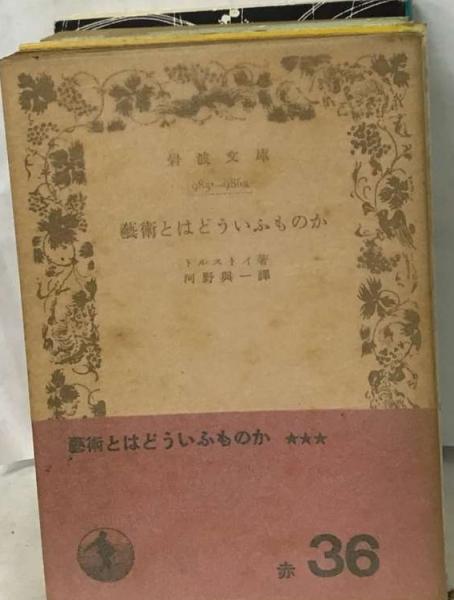 岩波文庫
985—986a
藝術とはどういふものか
トルストイ著
河野與一譯
藝術とはどういふものか ★★★
赤 36